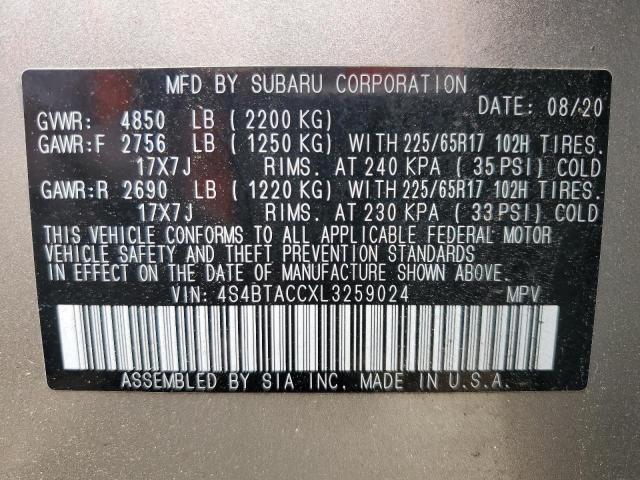 MFD BY SUBARU CORPORATION
DATE: 08/20
GVWR: 4850 LB ( 2200 KG)
GAWR:F 2756 LB ( 1250 KG) WITH 225/65R17 102H TIRES.
17X7J RIMS. AT 240 KPA ( 35 PSI) COLD
GAWR:R 2690 LB ( 1220 KG) WITH 225/65R17 102H TIRES.
17X7J RIMS. AT 230 KPA ( 33 PSI) COLD
THIS VEHICLE CONFORMS TO ALL APPLICABLE FEDERAL MOTOR
VEHICLE SAFETY AND THEFT PREVENTION STANDARDS
IN EFFECT ON THE DATE OF MANUFACTURE SHOWN ABOVE.
VIN: 4S4BTACCXL3259024 MPV
ASSEMBLED BY SIA INC. MADE IN U.S.A.